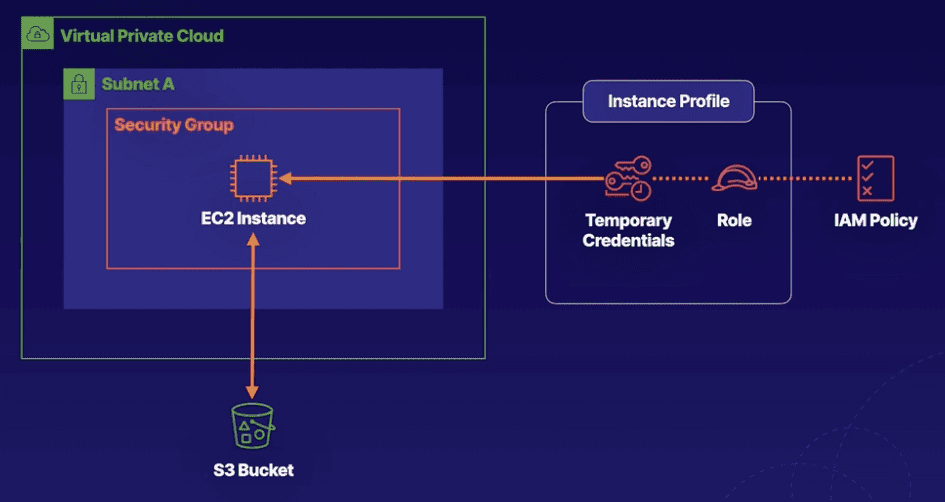 Virtual Private Cloud
Subnet A
Security Group
EC2 Instance
Instance Profile
Temporary
Credentials
Role
IAM Policy
S3 Bucket